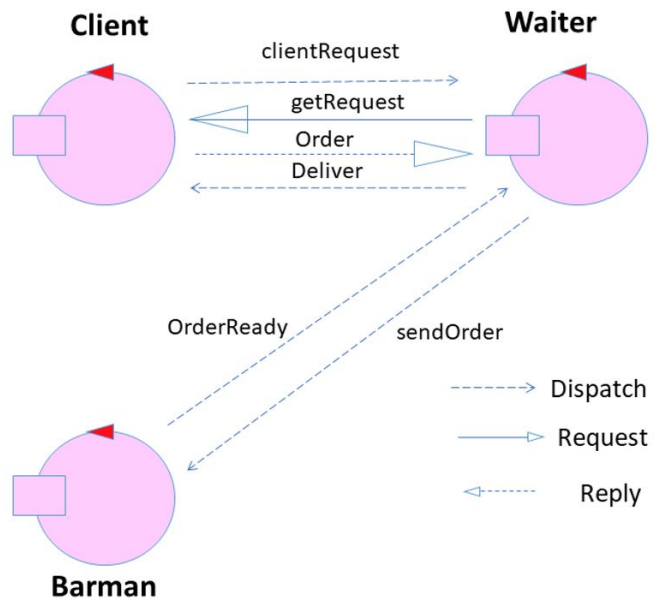 Client
Waiter
clientRequest
getRequest
Order
Deliver
OrderReady
sendOrder
Dispatch
Request
Reply
Barman